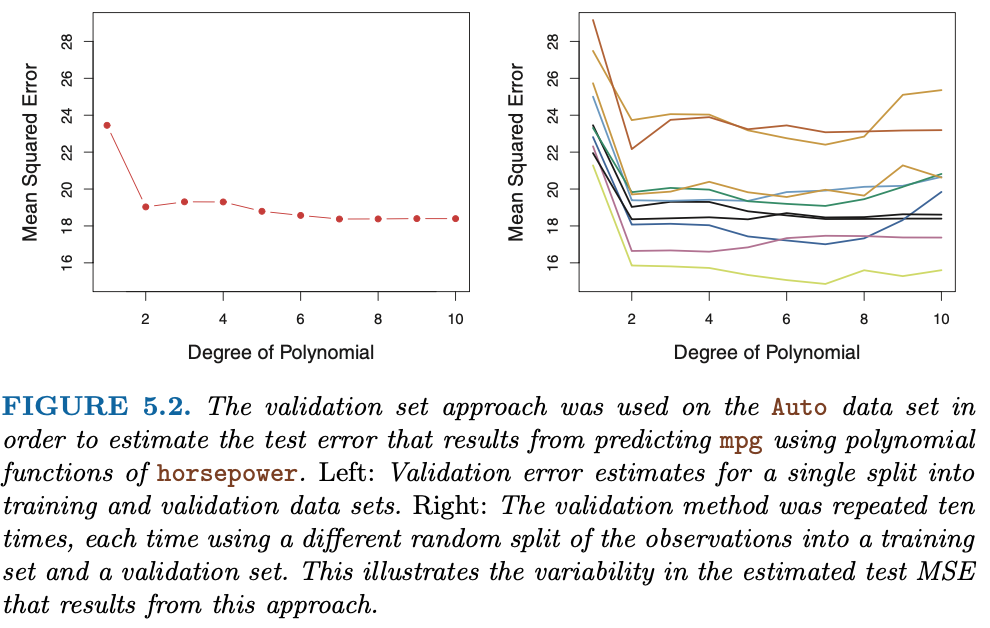 Mean Squared Error
28
26
24
22
20
18
16
2 4 6 8 10
Degree of Polynomial
Mean Squared Error
28
26
24
22
20
18
16
2 4 6 8 10
Degree of Polynomial
FIGURE 5.2. The validation set approach was used on the Auto data set in
order to estimate the test error that results from predicting mpg using polynomial
functions of horsepower. Left: Validation error estimates for a single split into
training and validation data sets. Right: The validation method was repeated ten
times, each time using a different random split of the observations into a training
set and a validation set. This illustrates the variability in the estimated test MSE
that results from this approach.